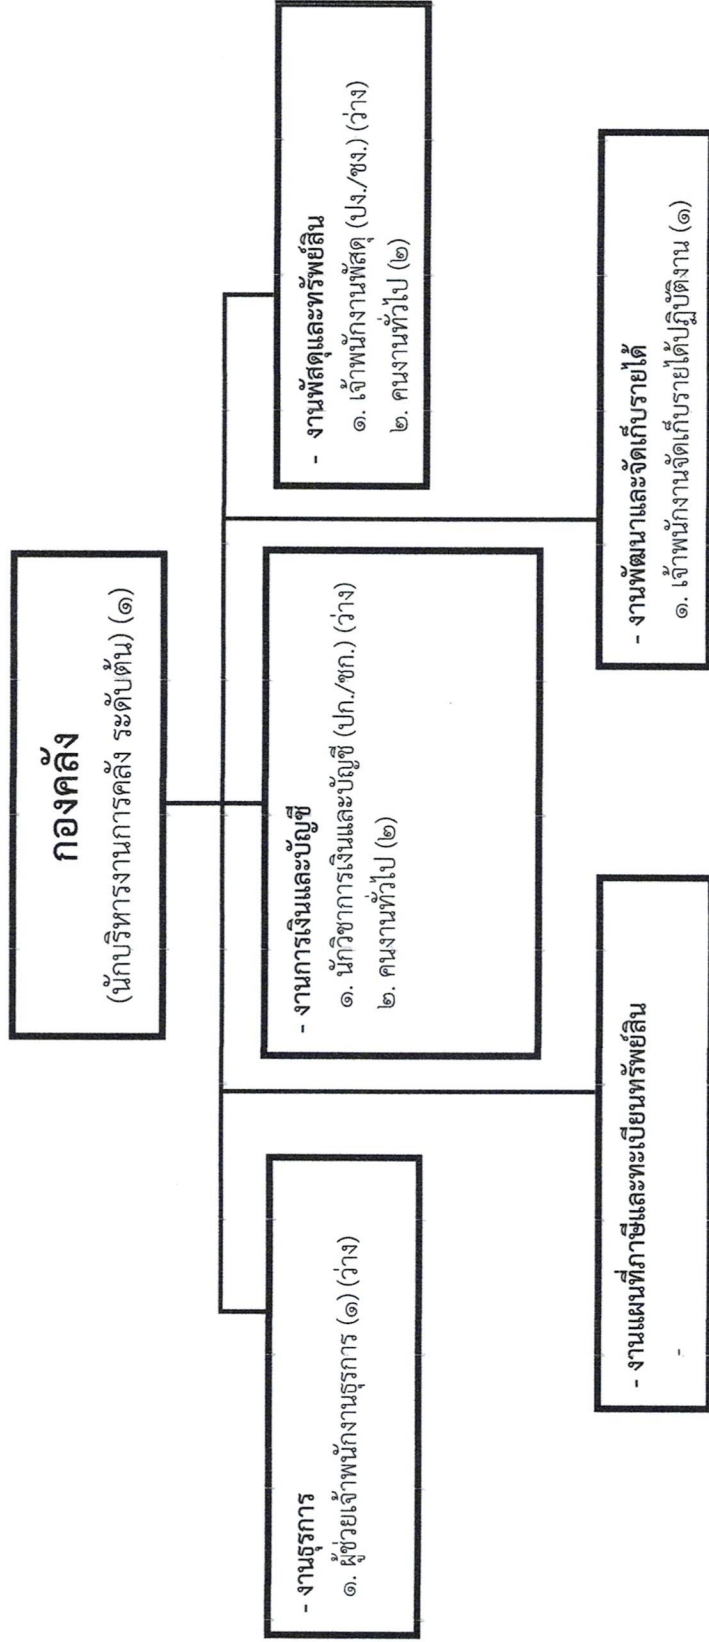 กองคลัง
(นักบริหารงานการคลัง ระดับต้น) (๑)
- งานธุรการ
๑. ผู้ช่วยเจ้าพนักงานธุรการ (๑) (ว่าง)
- งานการเงินและบัญชี
๑. นักวิชาการเงินและบัญชี (ปก./ชก.) (ว่าง)
๒. คนงานทั่วไป (๒)
- งานพัสดุและทรัพย์สิน
๑. เจ้าพนักงานพัสดุ (ปง./ชง.) (ว่าง)
๒. คนงานทั่วไป (๒)
- งานแผนที่ภาษีและทะเบียนทรัพย์สิน
-
- งานพัฒนาและจัดเก็บรายได้
๑. เจ้าพนักงานจัดเก็บรายได้ปฏิบัติงาน (๑)